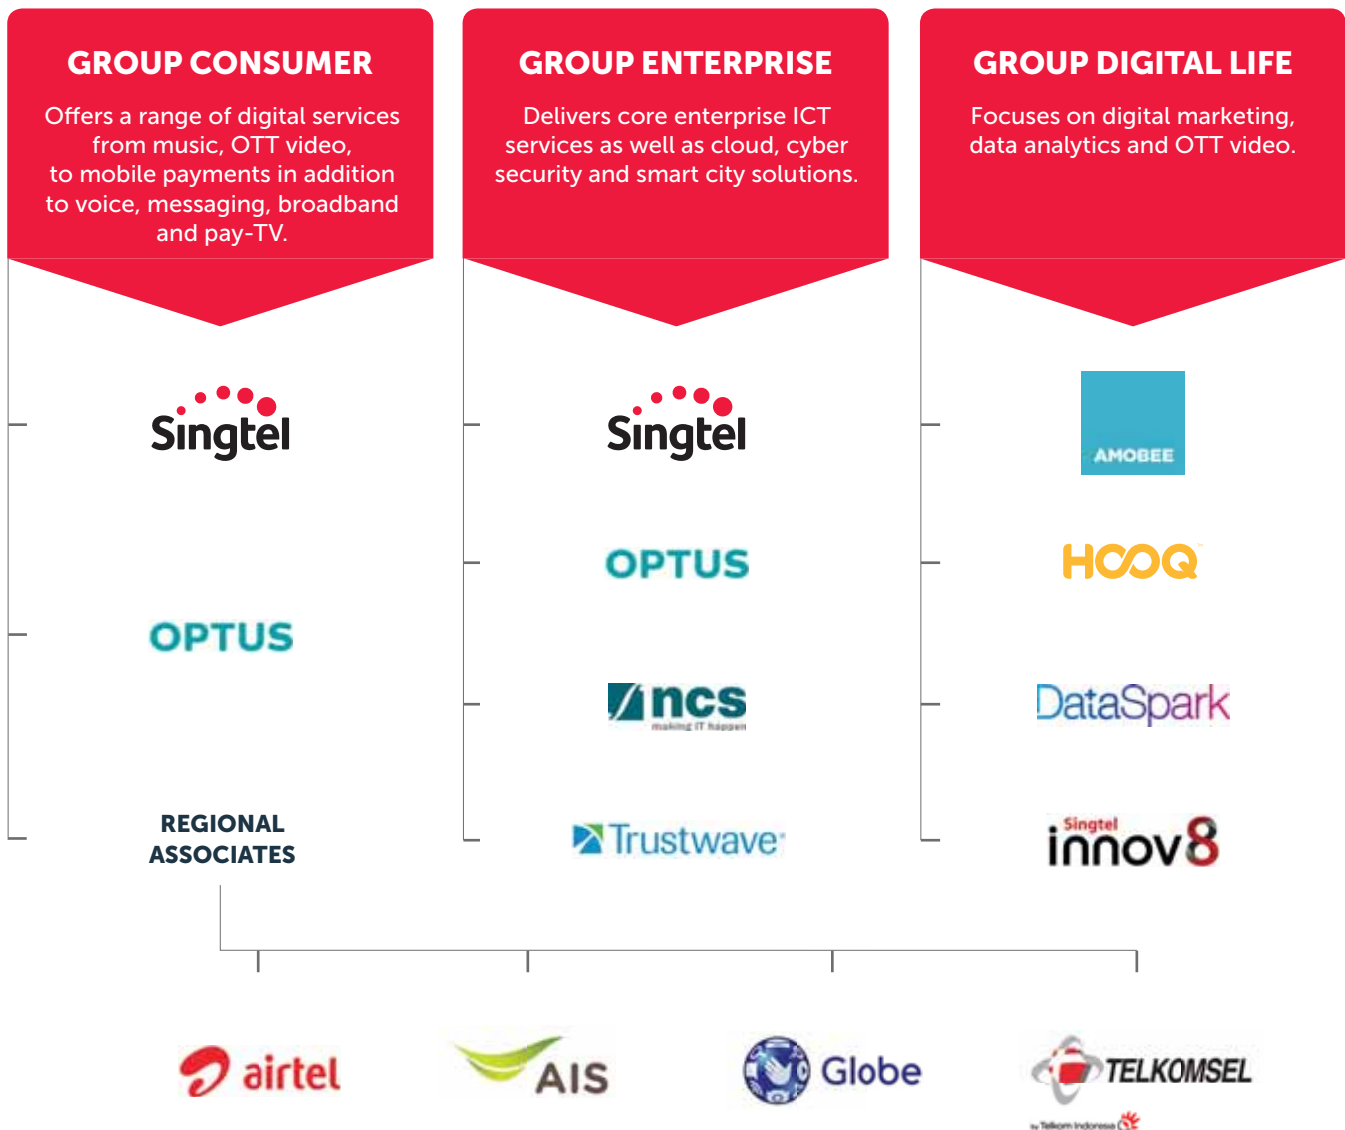 GROUP CONSUMER
Offers a range of digital services
from music, OTT video,
to mobile payments in addition
to voice, messaging, broadband
and pay-TV.
GROUP ENTERPRISE
Delivers core enterprise ICT
services as well as cloud, cyber
security and smart city solutions.
GROUP DIGITAL LIFE
Focuses on digital marketing,
data analytics and OTT video.
Singtel
OPTUS
REGIONAL
ASSOCIATES
Singtel
OPTUS
ncs
making IT happen
Trustwave
AMOBEE
HOOQ
DataSpark
Singtel
innov8
airtel
AIS
Globe
TELKOMSEL
by Telkom Indonesia